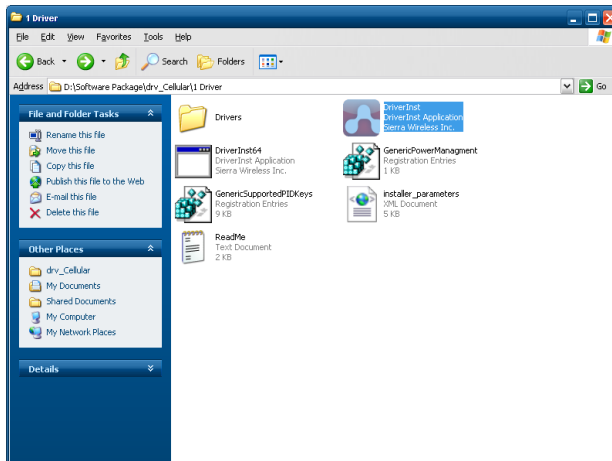 1 Driver
File Edit View Favorites Tools Help
Back Search Folders
Address D:\Software Package\drv_Cellular\1 Driver Go
File and Folder Tasks
Rename this file
Move this file
Copy this file
Publish this file to the Web
E-mail this file
Delete this file
Other Places
drv_Cellular
My Documents
Shared Documents
My Computer
My Network Places
Details
Drivers
DriverInst
DriverInst Application
Sierra Wireless Inc.
DriverInst64
DriverInst Application
Sierra Wireless Inc.
GenericPowerManagment
Registration Entries
1 KB
GenericSupportedPIDKeys
Registration Entries
9 KB
installer_parameters
XML Document
5 KB
ReadMe
Text Document
2 KB